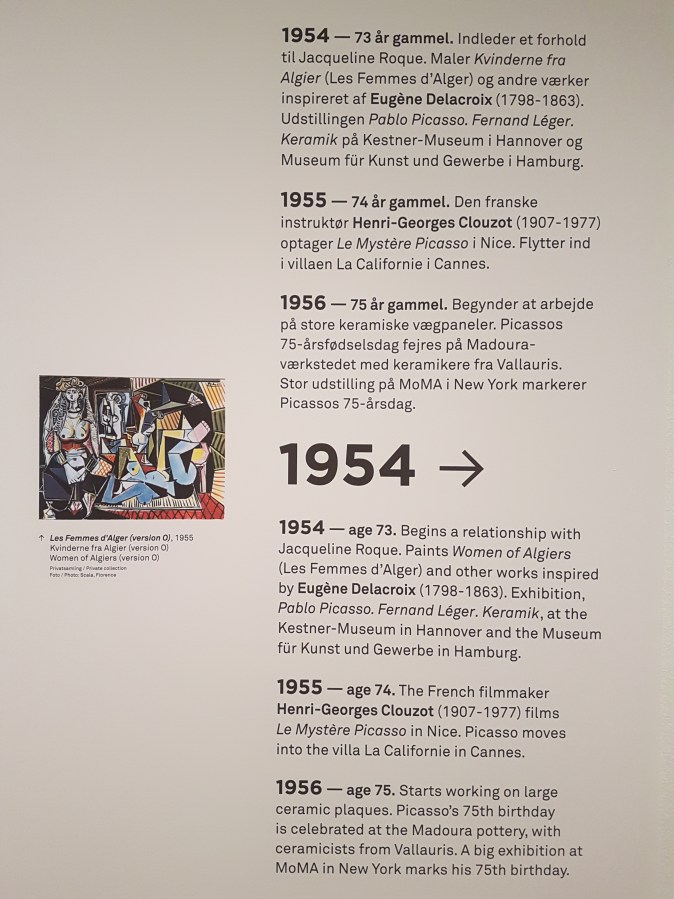 1954 — 73 år gammel. Indleder et forhold
til Jacqueline Roque. Maler Kvinderne fra
Algier (Les Femmes d'Alger) og andre værker
inspireret af Eugène Delacroix (1798-1863).
Udstillingen Pablo Picasso. Fernand Léger.
Keramik på Kestner-Museum i Hannover og
Museum für Kunst und Gewerbe i Hamburg.
1955 — 74 år gammel. Den franske
instruktør Henri-Georges Clouzot (1907-1977)
optager Le Mystère Picasso i Nice. Flytter ind
i villaen La Californie i Cannes.
1956 — 75 år gammel. Begynder at arbejde
på store keramiske vægpaneler. Picassos
75-årsfødselsdag fejres på Madoura-
værkstedet med keramikere fra Vallauris.
Stor udstilling på MoMA i New York markerer
Picassos 75-årsdag.
↑ Les Femmes d'Alger (version O), 1955
Kvinderne fra Algier (version O)
Women of Algiers (version O)
Privatsamling / Private collection
Foto / Photo: Scala, Florence
1954 →
1954 — age 73. Begins a relationship with
Jacqueline Roque. Paints Women of Algiers
(Les Femmes d'Alger) and other works inspired
by Eugène Delacroix (1798-1863). Exhibition,
Pablo Picasso. Fernand Léger. Keramik, at the
Kestner-Museum in Hannover and the Museum
für Kunst und Gewerbe in Hamburg.
1955 — age 74. The French filmmaker
Henri-Georges Clouzot (1907-1977) films
Le Mystère Picasso in Nice. Picasso moves
into the villa La Californie in Cannes.
1956 — age 75. Starts working on large
ceramic plaques. Picasso's 75th birthday
is celebrated at the Madoura pottery, with
ceramicists from Vallauris. A big exhibition at
MoMA in New York marks his 75th birthday.